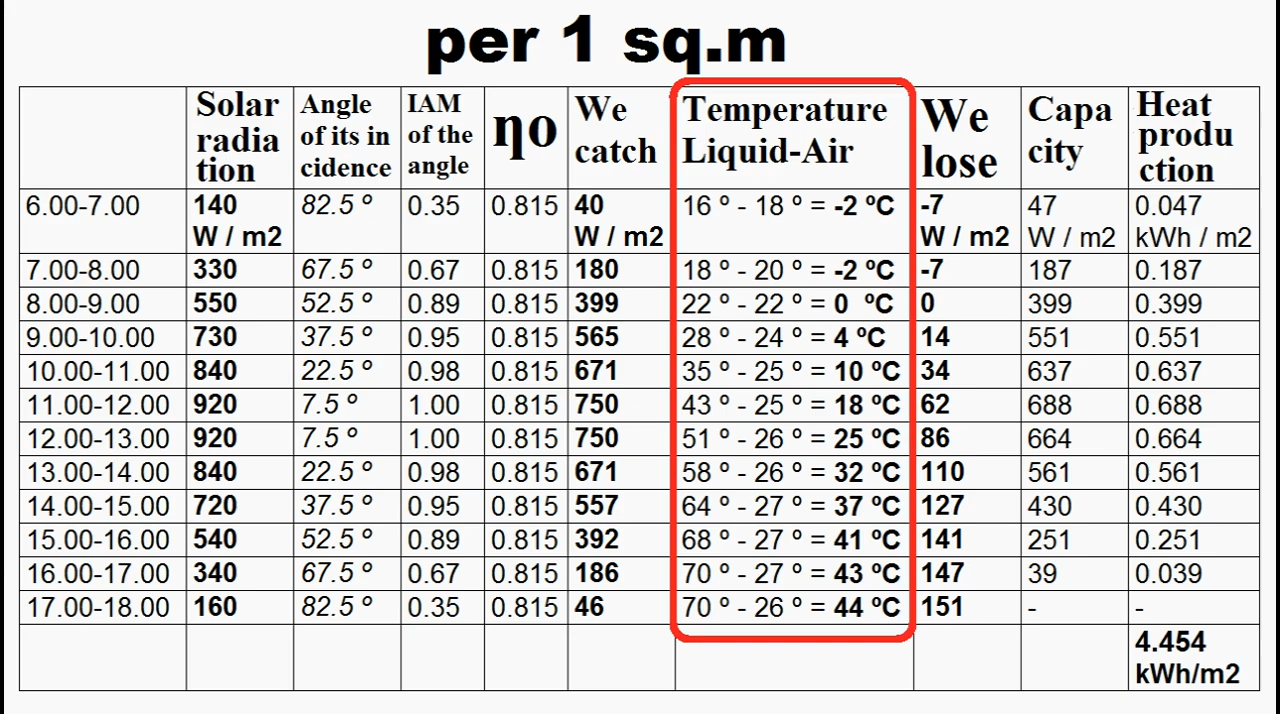 per 1 sq.m
Solar radia tion | Angle of its in cidence | IAM of the angle | ηo | We catch | Temperature Liquid-Air | We lose | Capa city | Heat produ ction
6.00-7.00 | 140 W / m2 | 82.5 º | 0.35 | 0.815 | 40 W / m2 | 16 º - 18 º = -2 ºC | -7 W / m2 | 47 W / m2 | 0.047 kWh / m2
7.00-8.00 | 330 | 67.5 º | 0.67 | 0.815 | 180 | 18 º - 20 º = -2 ºC | -7 | 187 | 0.187
8.00-9.00 | 550 | 52.5 º | 0.89 | 0.815 | 399 | 22 º - 22 º = 0 ºC | 0 | 399 | 0.399
9.00-10.00 | 730 | 37.5 º | 0.95 | 0.815 | 565 | 28 º - 24 º = 4 ºC | 14 | 551 | 0.551
10.00-11.00 | 840 | 22.5 º | 0.98 | 0.815 | 671 | 35 º - 25 º = 10 ºC | 34 | 637 | 0.637
11.00-12.00 | 920 | 7.5 º | 1.00 | 0.815 | 750 | 43 º - 25 º = 18 ºC | 62 | 688 | 0.688
12.00-13.00 | 920 | 7.5 º | 1.00 | 0.815 | 750 | 51 º - 26 º = 25 ºC | 86 | 664 | 0.664
13.00-14.00 | 840 | 22.5 º | 0.98 | 0.815 | 671 | 58 º - 26 º = 32 ºC | 110 | 561 | 0.561
14.00-15.00 | 720 | 37.5 º | 0.95 | 0.815 | 557 | 64 º - 27 º = 37 ºC | 127 | 430 | 0.430
15.00-16.00 | 540 | 52.5 º | 0.89 | 0.815 | 392 | 68 º - 27 º = 41 ºC | 141 | 251 | 0.251
16.00-17.00 | 340 | 67.5 º | 0.67 | 0.815 | 186 | 70 º - 27 º = 43 ºC | 147 | 39 | 0.039
17.00-18.00 | 160 | 82.5 º | 0.35 | 0.815 | 46 | 70 º - 26 º = 44 ºC | 151 | - | -
4.454 kWh/m2